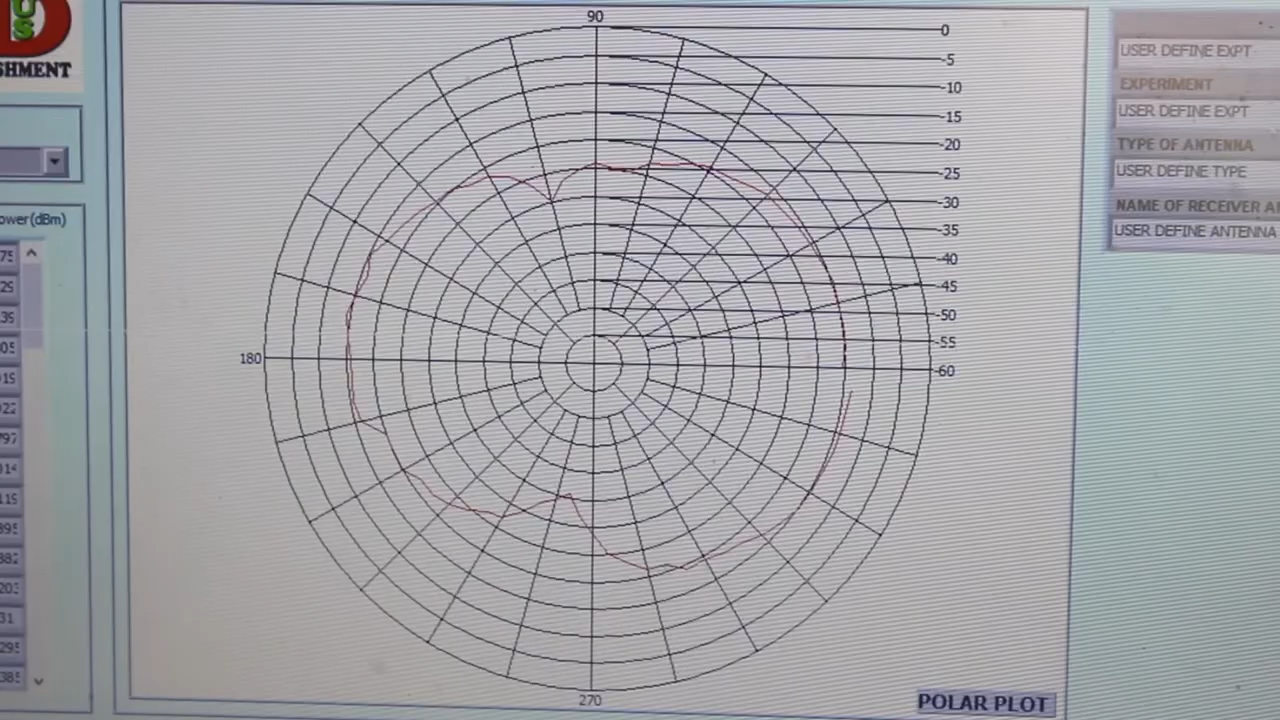 US
D
SHMENT
ower(dBm)
90
0
-5
-10
-15
-20
-25
-30
-35
-40
-45
-50
-55
-60
180
270
POLAR PLOT
USER DEFINE EXPT
EXPERIMENT
USER DEFINE EXPT
TYPE OF ANTENNA
USER DEFINE TYPE
NAME OF RECEIVER A
USER DEFINE ANTENNA